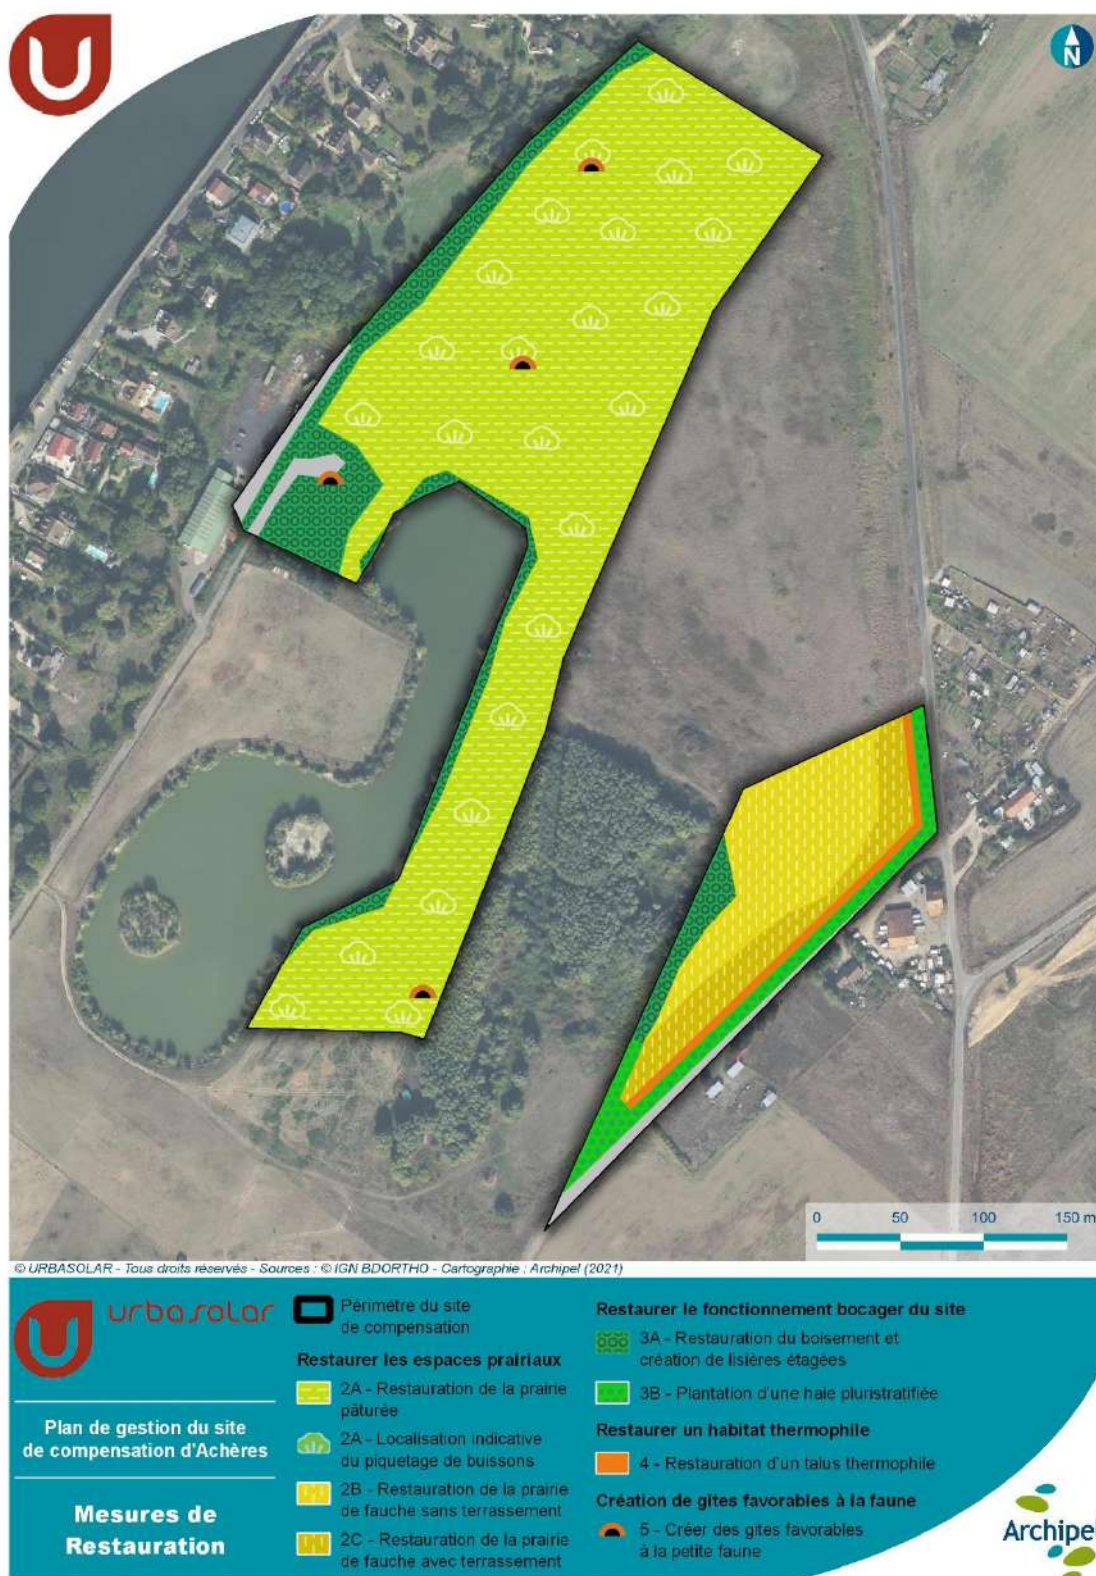 N
0 50 100 150 m
© URBASOLAR - Tous droits réservés - Sources : © IGN BDORTHO - Cartographie : Archipel (2021)
urbasolar
Plan de gestion du site
de compensation d'Achères
Mesures de
Restauration
Périmètre du site
de compensation
Restaurer les espaces prairiaux
2A - Restauration de la prairie
pâturée
2A - Localisation indicative
du piquetage de buissons
2B - Restauration de la prairie
de fauche sans terrassement
2C - Restauration de la prairie
de fauche avec terrassement
Restaurer le fonctionnement bocager du site
3A - Restauration du boisement et
création de lisières étagées
3B - Plantation d'une haie pluristratifiée
Restaurer un habitat thermophile
4 - Restauration d'un talus thermophile
Création de gîtes favorables à la faune
5 - Créer des gites favorables
à la petite faune
Archipel